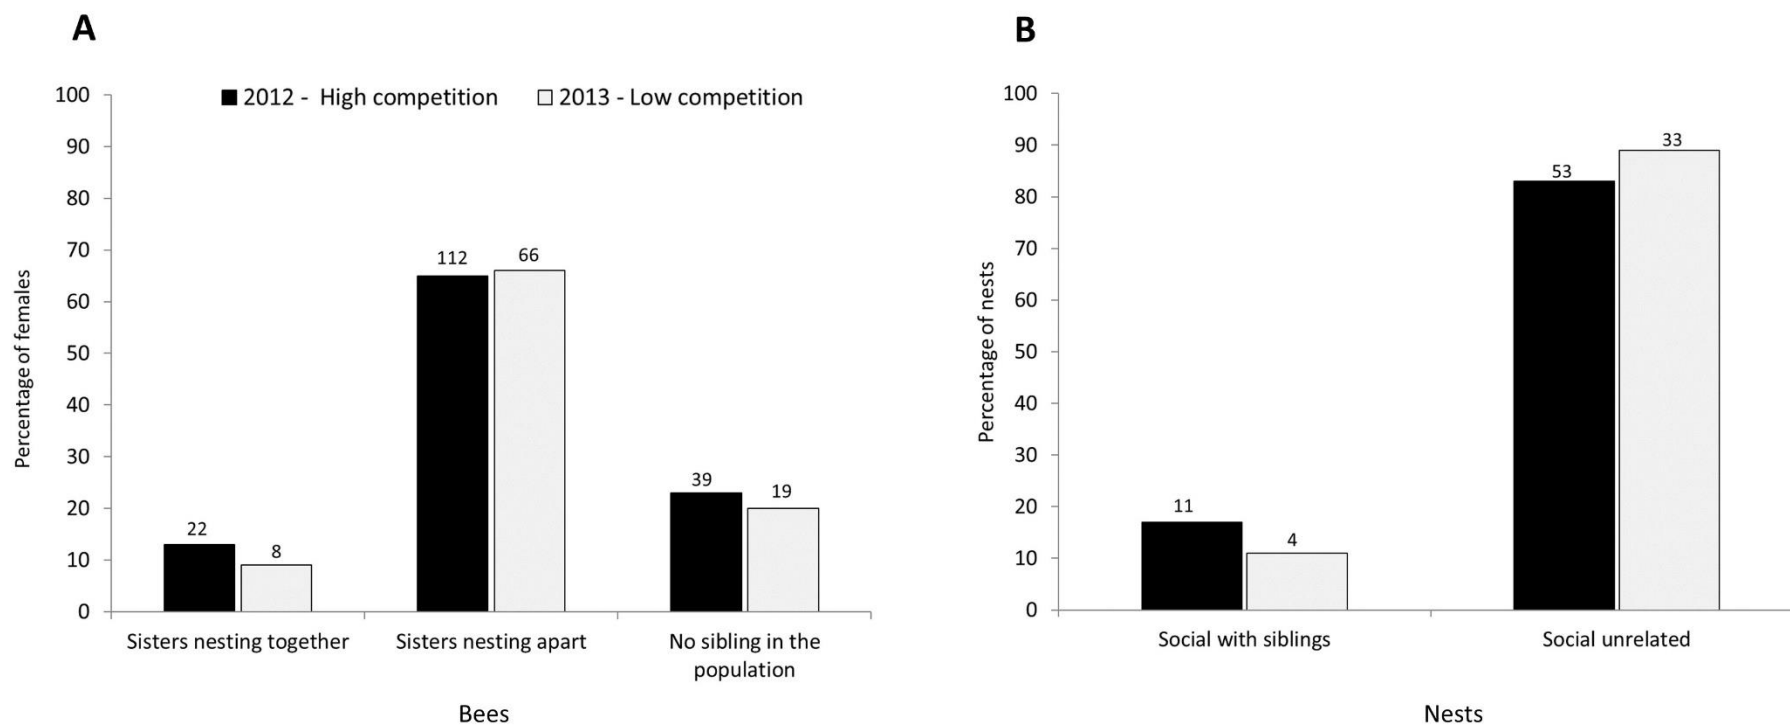 A
2012 - High competition
2013 - Low competition
Percentage of females
100
90
80
70
60
50
40
30
20
10
0
22
8
112
66
39
19
Sisters nesting together
Sisters nesting apart
No sibling in the
population
Bees
B
Percentage of nests
100
90
80
70
60
50
40
30
20
10
0
11
4
53
33
Social with siblings
Social unrelated
Nests